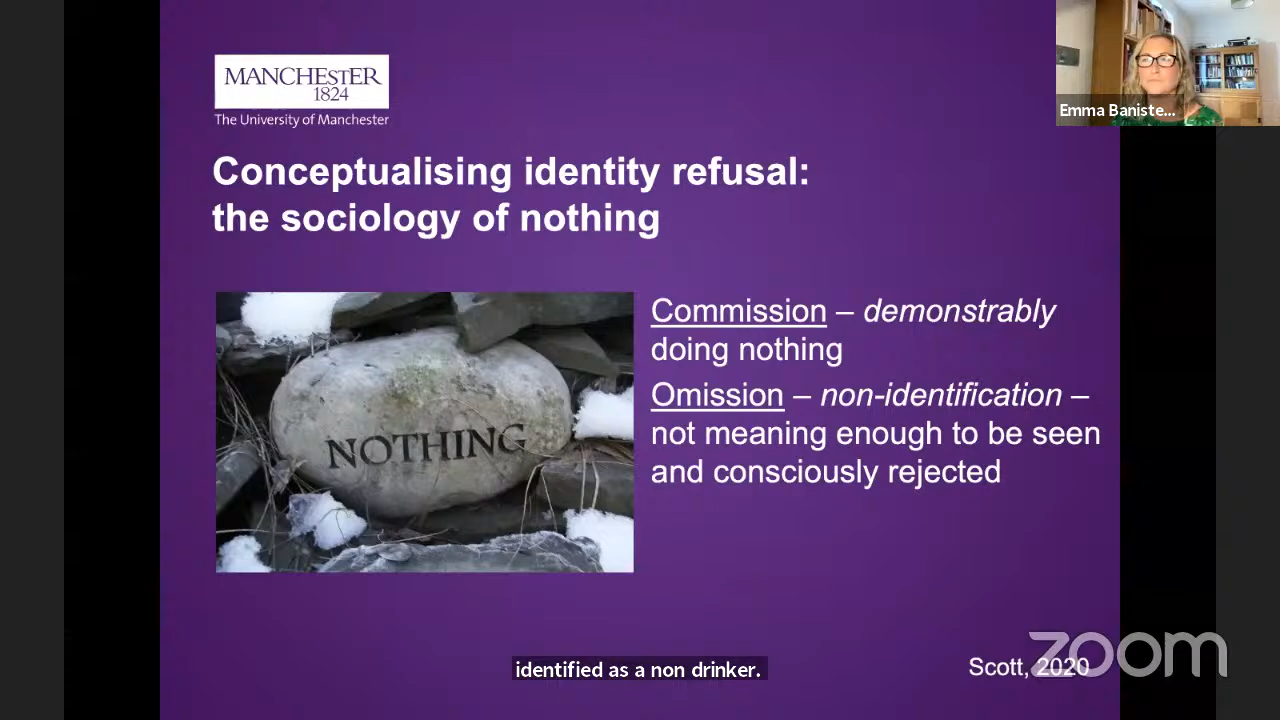 MANCHESTER
1824
The University of Manchester
Emma Baniste...
Conceptualising identity refusal:
the sociology of nothing
NOTHING
Commission – demonstrably
doing nothing
Omission – non-identification –
not meaning enough to be seen
and consciously rejected
identified as a non drinker.
Scott, 2020
zoom